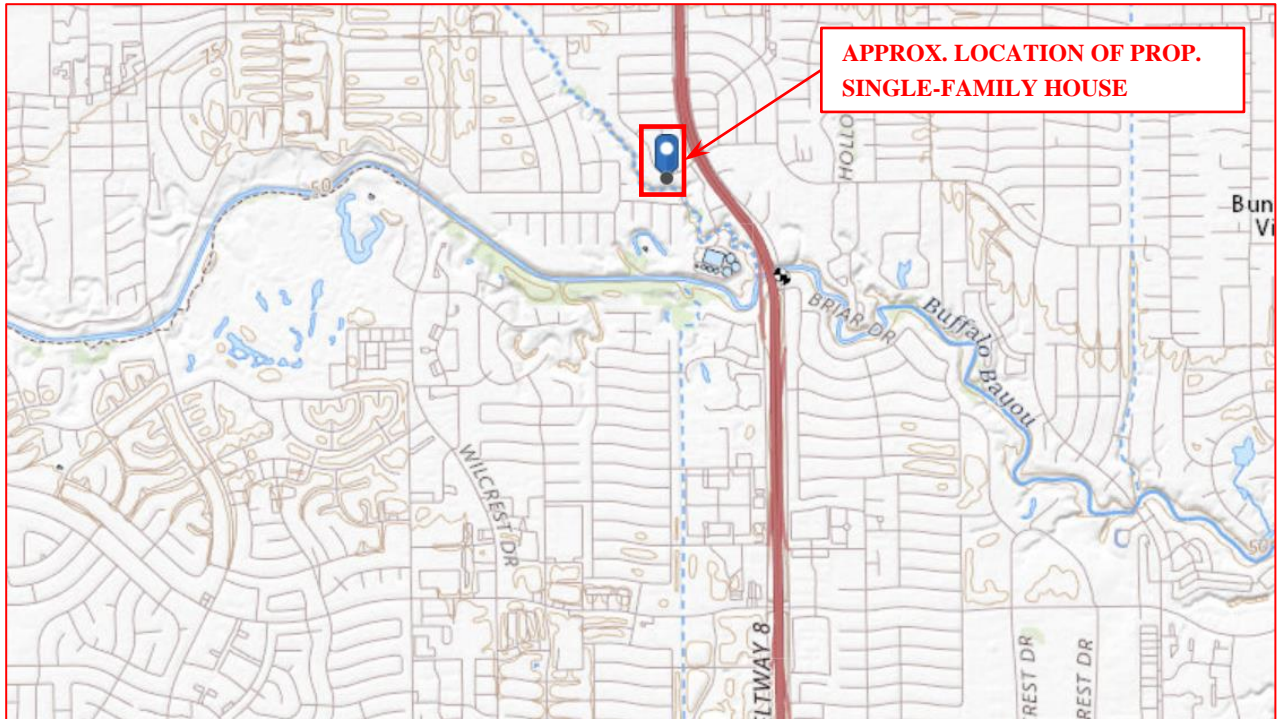 APPROX. LOCATION OF PROP.
SINGLE-FAMILY HOUSE
75
HOLLO
50
Bun
Vi
BRIAR DR
Buffalo
Bayou
WILCREST DR
50
LTWAY 8
REST DR
REST DR